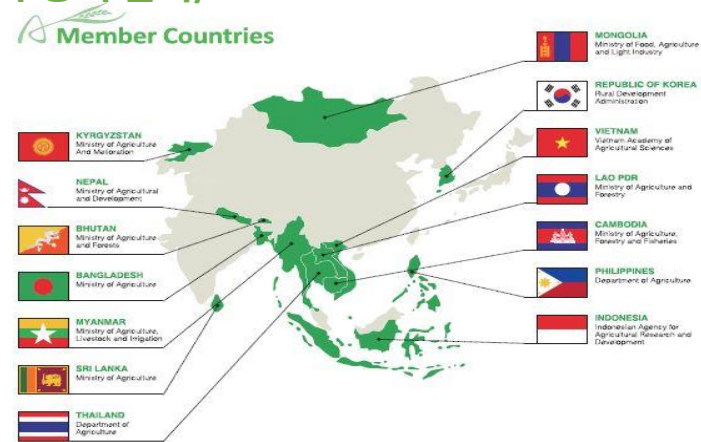 Member Countries
MONGOLIA
Ministry of Food, Agriculture
and Light Industry
REPUBLIC OF KOREA
Rural Development
Administration
KYRGYZSTAN
Ministry of Agriculture
And Melioration
VIETNAM
Vietnam Academy of
Agricultural Sciences
NEPAL
Ministry of Agricultural
and Development
LAO PDR
Ministry of Agriculture and
Forestry
BHUTAN
Ministry of Agriculture
and Forests
CAMBODIA
Ministry of Agriculture,
Forestry and Fisheries
BANGLADESH
Ministry of Agriculture
PHILIPPINES
Department of Agriculture
MYANMAR
Ministry of Agriculture,
Livestock and Irrigation
INDONESIA
Indonesian Agency for
Agricultural Research and
Development
SRI LANKA
Ministry of Agriculture
THAILAND
Department of
Agriculture